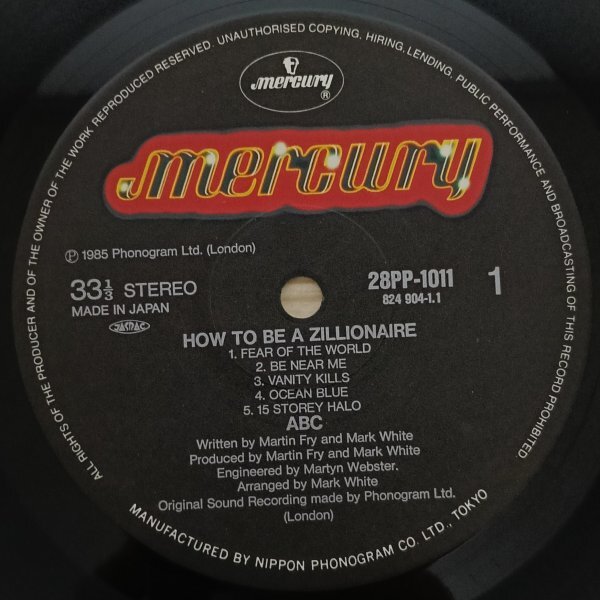 ALL RIGHTS OF THE PRODUCER AND OF THE OWNER OF THE WORK REPRODUCED RESERVED. UNAUTHORISED COPYING, HIRING, LENDING, PUBLIC PERFORMANCE AND BROADCASTING OF THIS RECORD PROHIBITED.
mercury
®
mercury
℗ 1985 Phonogram Ltd. (London)
33⅓ STEREO
MADE IN JAPAN
JASRAC
28PP-1011
824 904-1.1
1
HOW TO BE A ZILLIONAIRE
1. FEAR OF THE WORLD
2. BE NEAR ME
3. VANITY KILLS
4. OCEAN BLUE
5. 15 STOREY HALO
ABC
Written by Martin Fry and Mark White
Produced by Martin Fry and Mark White
Engineered by Martyn Webster.
Arranged by Mark White
Original Sound Recording made by Phonogram Ltd.
(London)
MANUFACTURED BY NIPPON PHONOGRAM CO. LTD., TOKYO